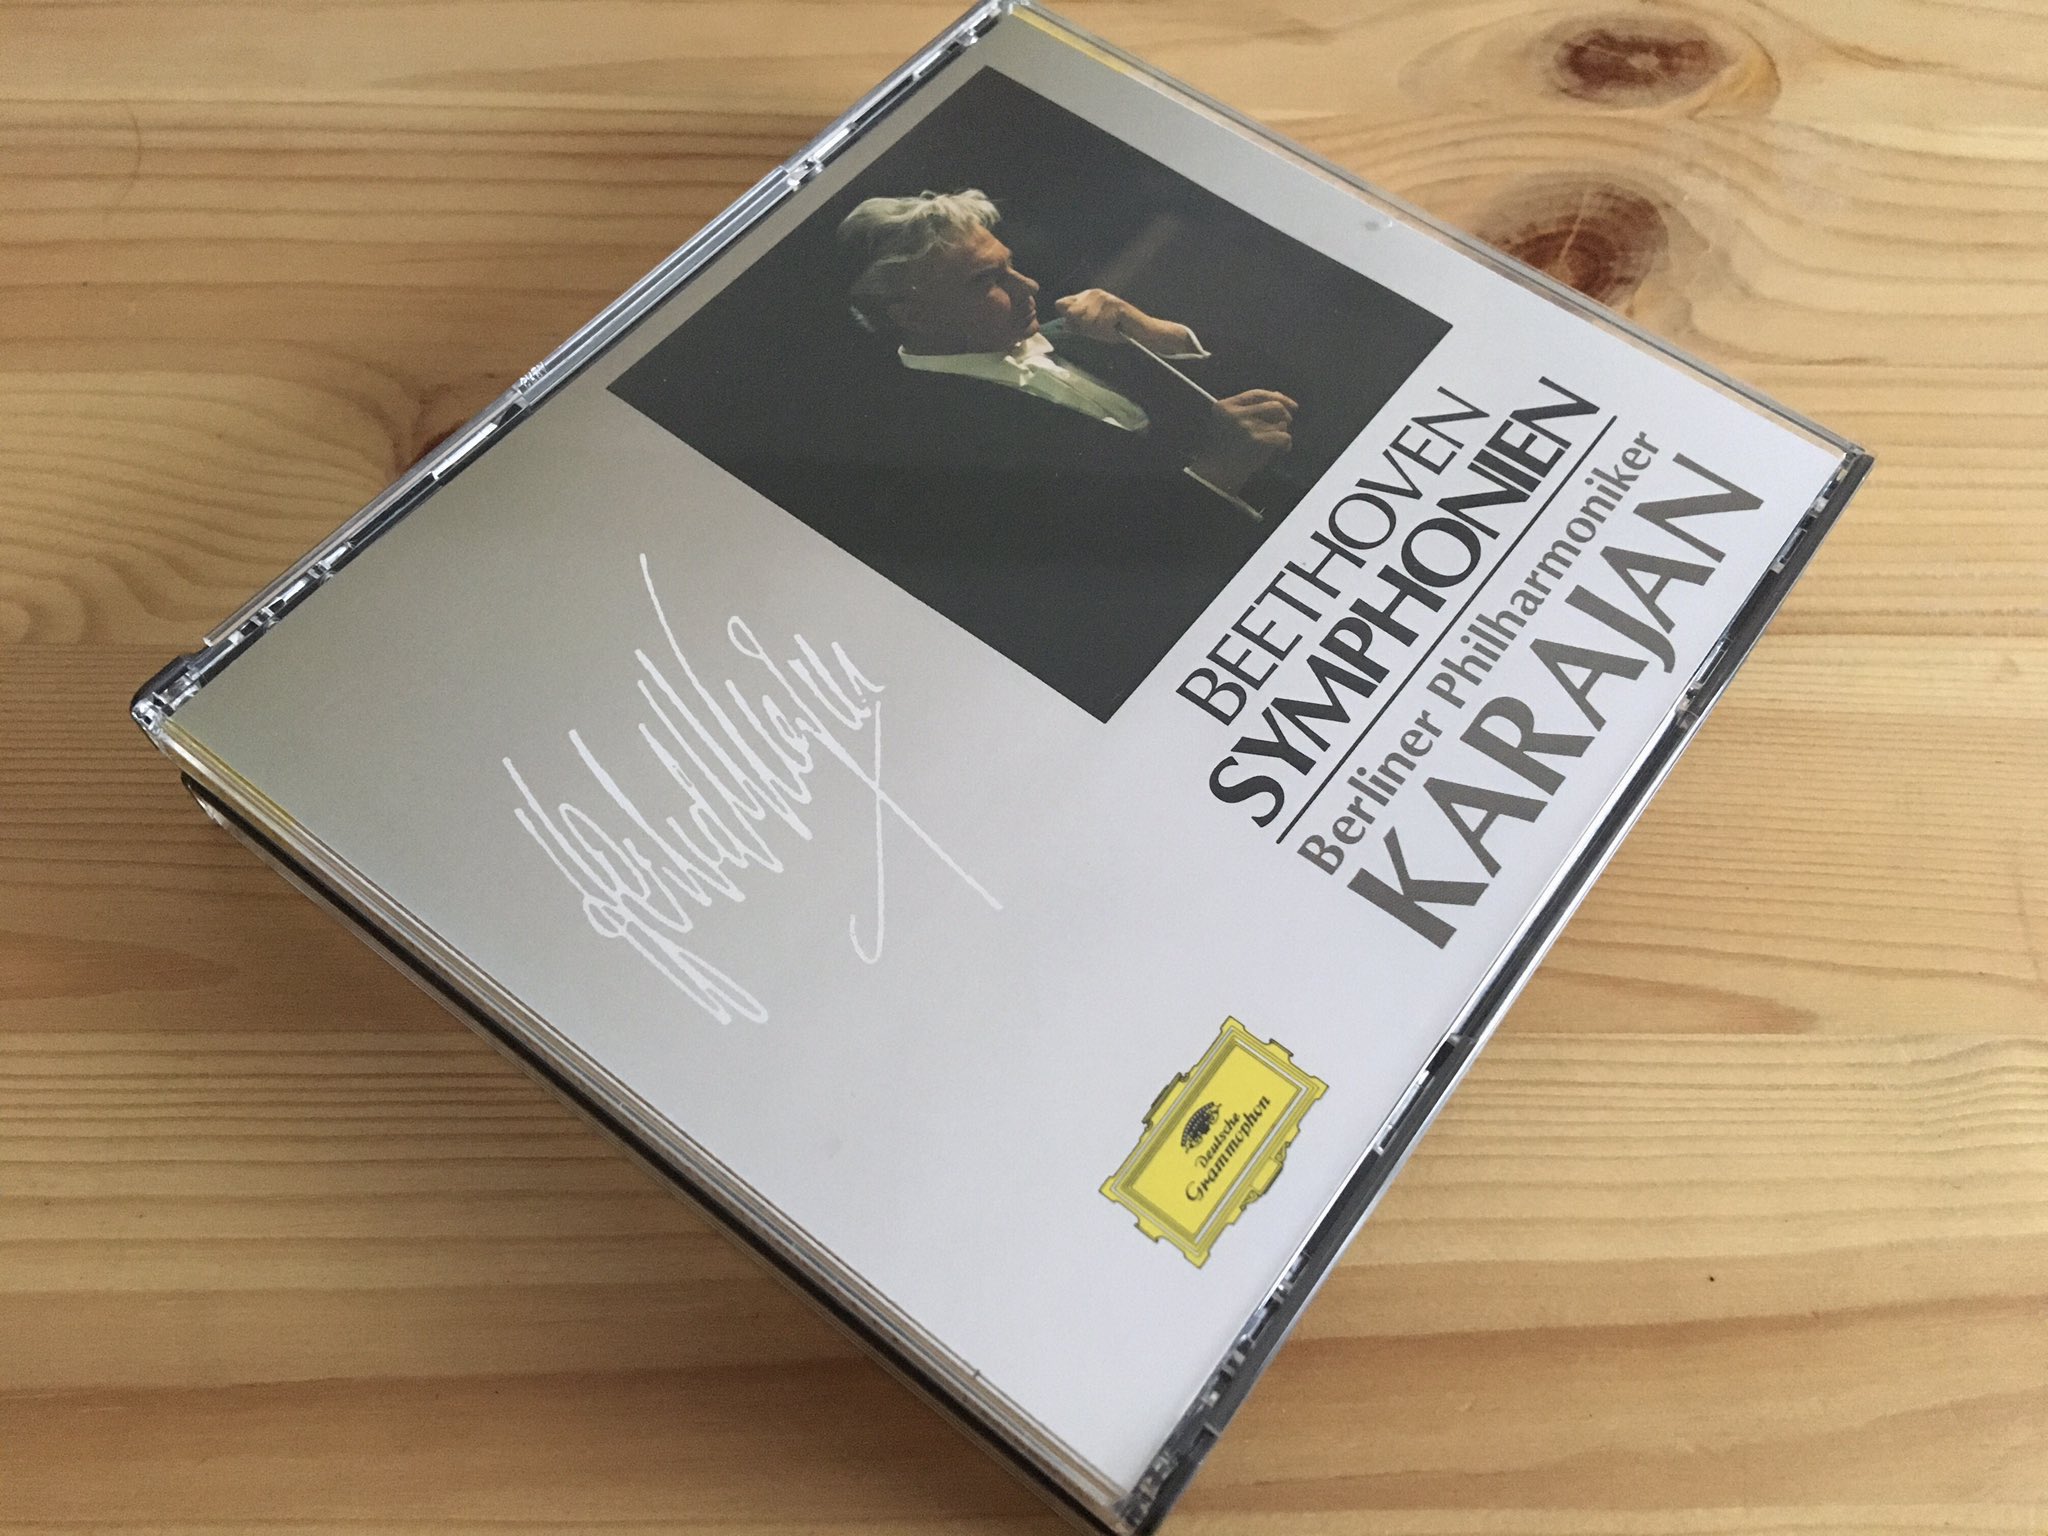 BEETHOVEN
SYMPHONIEN
Berliner Philharmoniker
KARAJAN
Deutsche
Grammophon